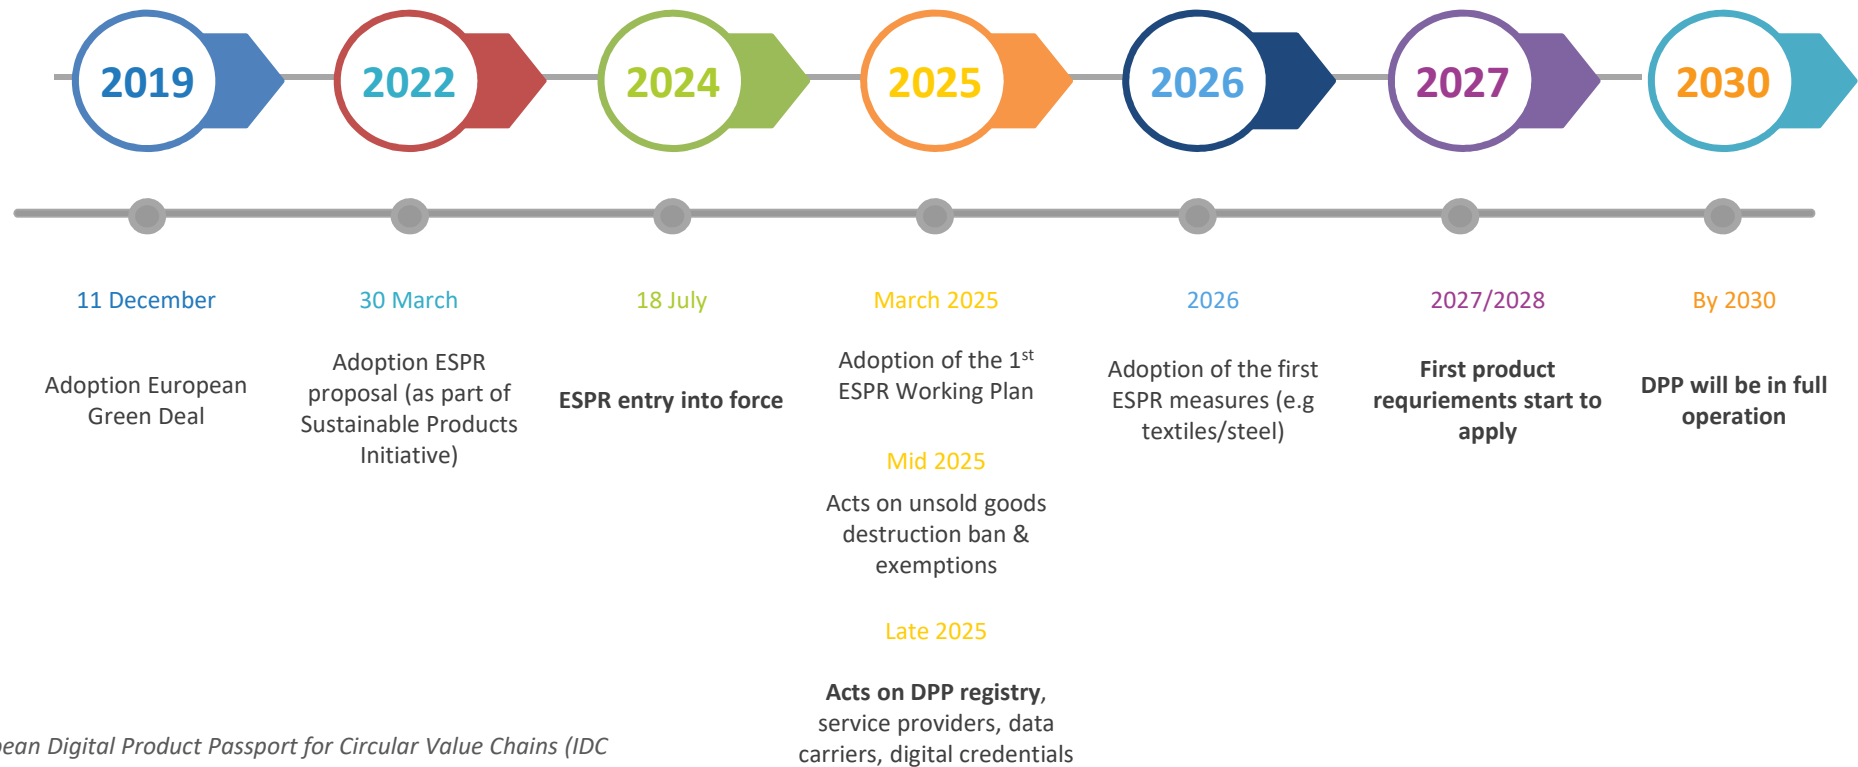 2019
2022
2024
2025
2026
2027
2030
11 December
Adoption European
Green Deal
30 March
Adoption ESPR
proposal (as part of
Sustainable Products
Initiative)
18 July
ESPR entry into force
March 2025
Adoption of the 1st
ESPR Working Plan
Mid 2025
Acts on unsold goods
destruction ban &
exemptions
Late 2025
Acts on DPP registry,
service providers, data
carriers, digital credentials
2026
Adoption of the first
ESPR measures (e.g
textiles/steel)
2027/2028
First product
requriements start to
apply
By 2030
DPP will be in full
operation
pean Digital Product Passport for Circular Value Chains (IDC